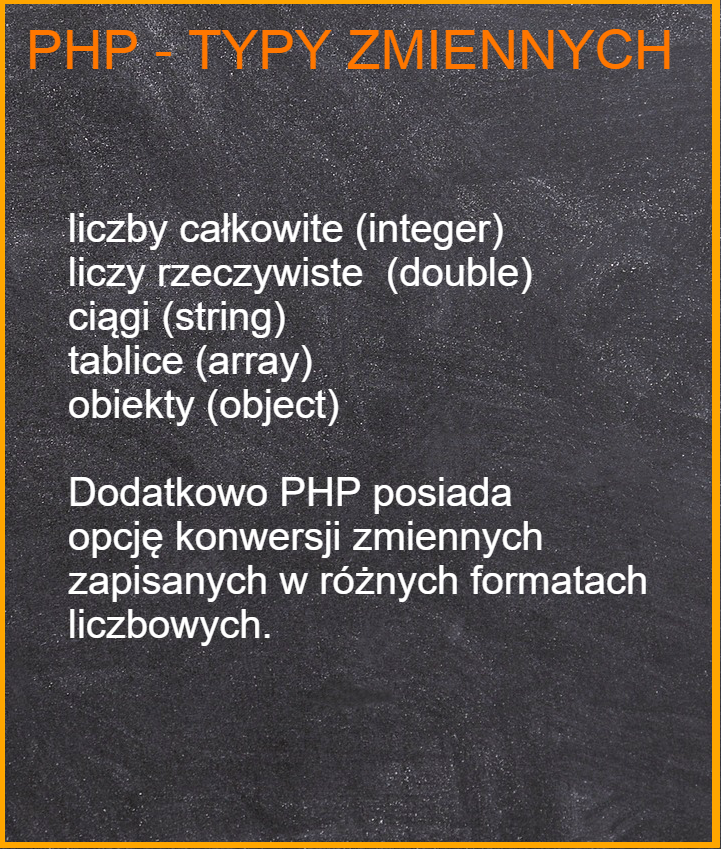 PHP - TYPY ZMIENNYCH
liczby całkowite (integer)
liczy rzeczywiste  (double)
ciągi (string)
tablice (array)
obiekty (object)
Dodatkowo PHP posiada
opcję konwersji zmiennych
zapisanych w różnych formatach
liczbowych.